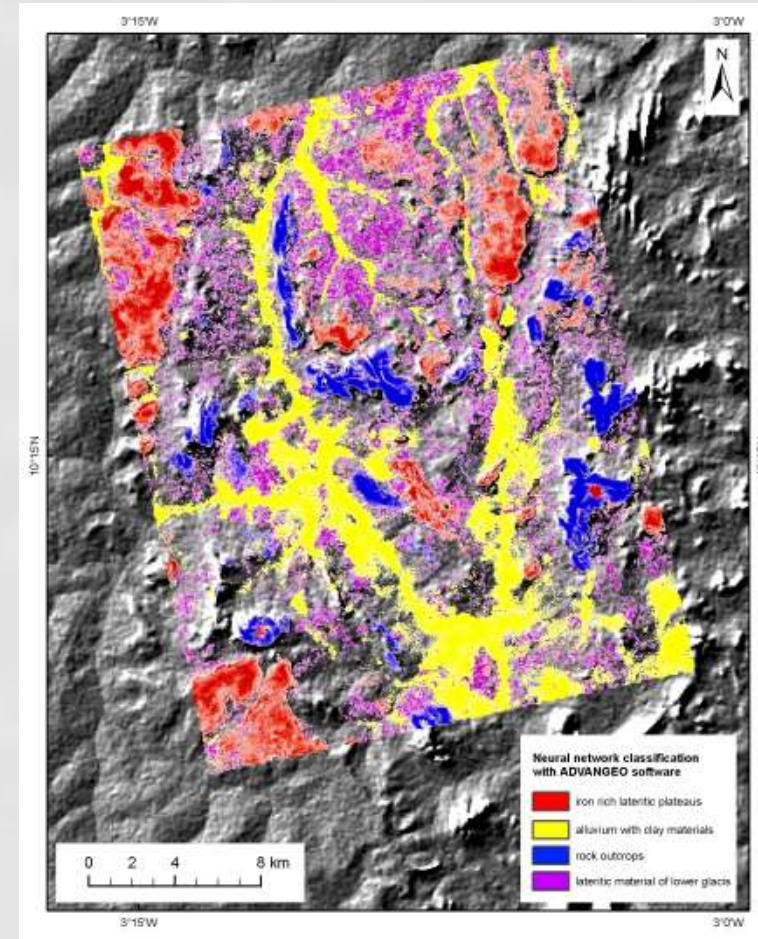 3°15'W
3°0'W
N
10°15'N
0 2 4 8 km
Neural network classification
with ADVANGEO software
iron rich lateritic plateaus
alluvium with clay materials
rock outcrops
lateritic material of lower glacis
3°15'W
3°0'W